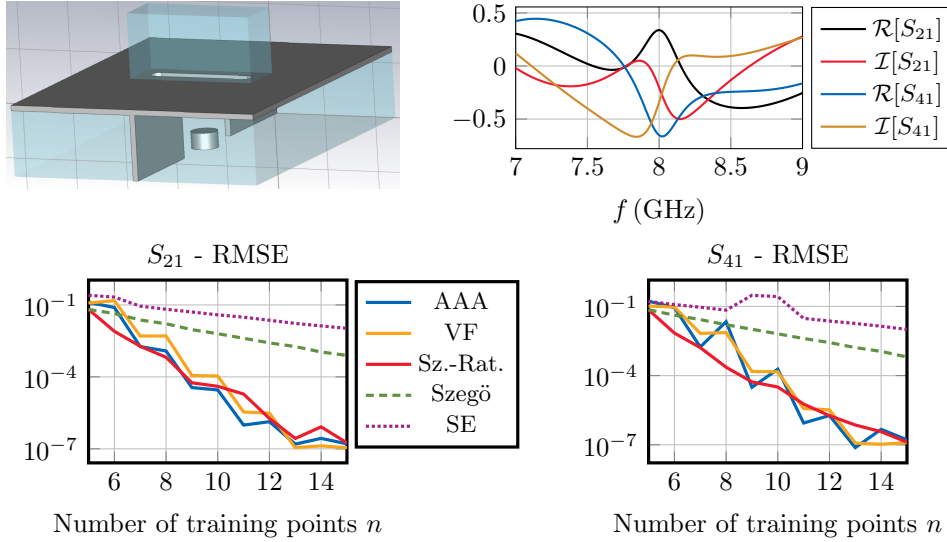 0.5
0
−0.5
7
7.5
8
8.5
9
f (GHz)
R[S21]
I[S21]
R[S41]
I[S41]
S21 - RMSE
10−1
10−4
10−7
6
8
10
12
14
Number of training points n
AAA
VF
Sz.-Rat.
Szegö
SE
S41 - RMSE
10−1
10−4
10−7
6
8
10
12
14
Number of training points n